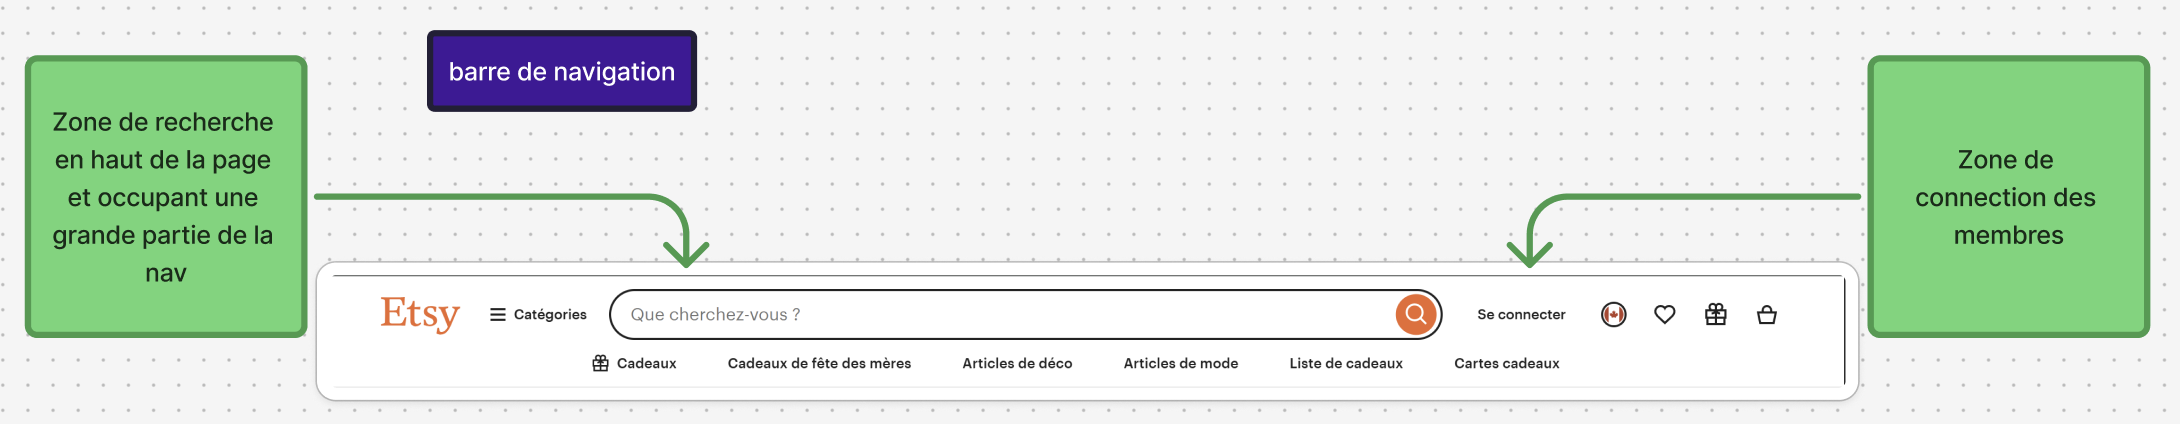 barre de navigation
Zone de recherche
en haut de la page
et occupant une
grande partie de la
nav
Zone de
connection des
membres
Etsy
Catégories
Que cherchez-vous ?
Se connecter
Cadeaux
Cadeaux de fête des mères
Articles de déco
Articles de mode
Liste de cadeaux
Cartes cadeaux